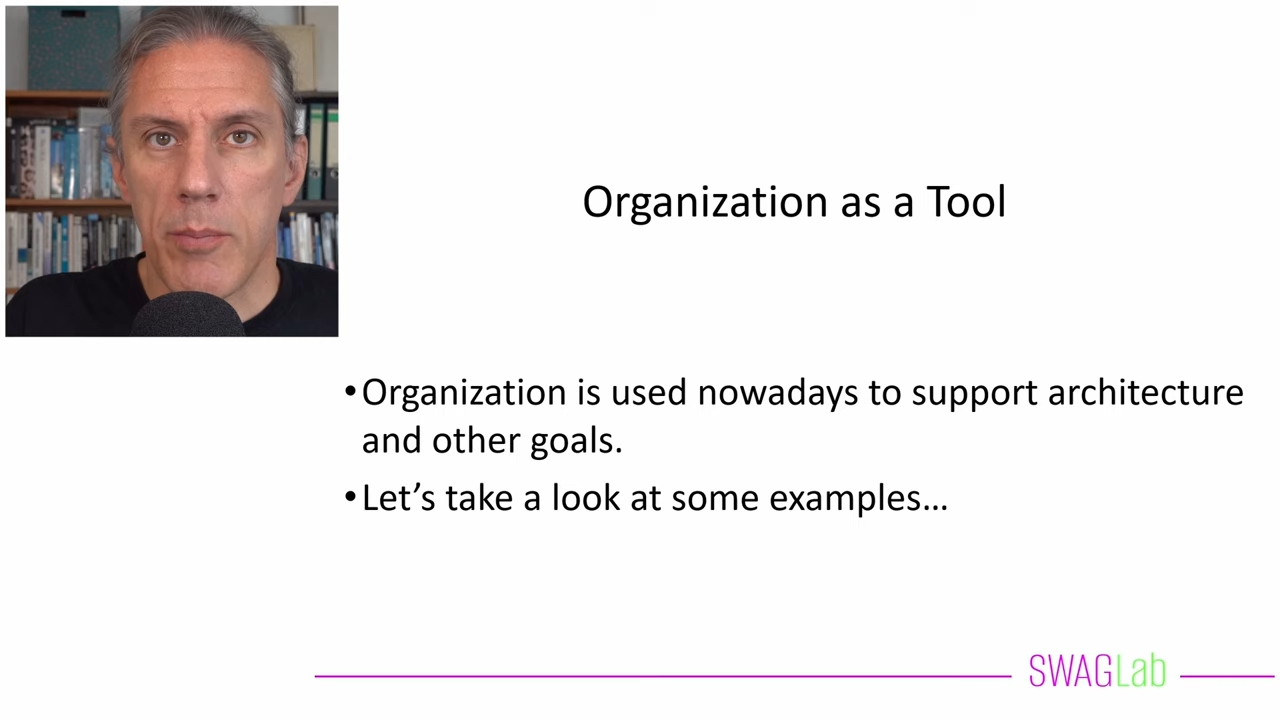 Organization as a Tool
•Organization is used nowadays to support architecture
and other goals.
•Let’s take a look at some examples…
SWAGLab